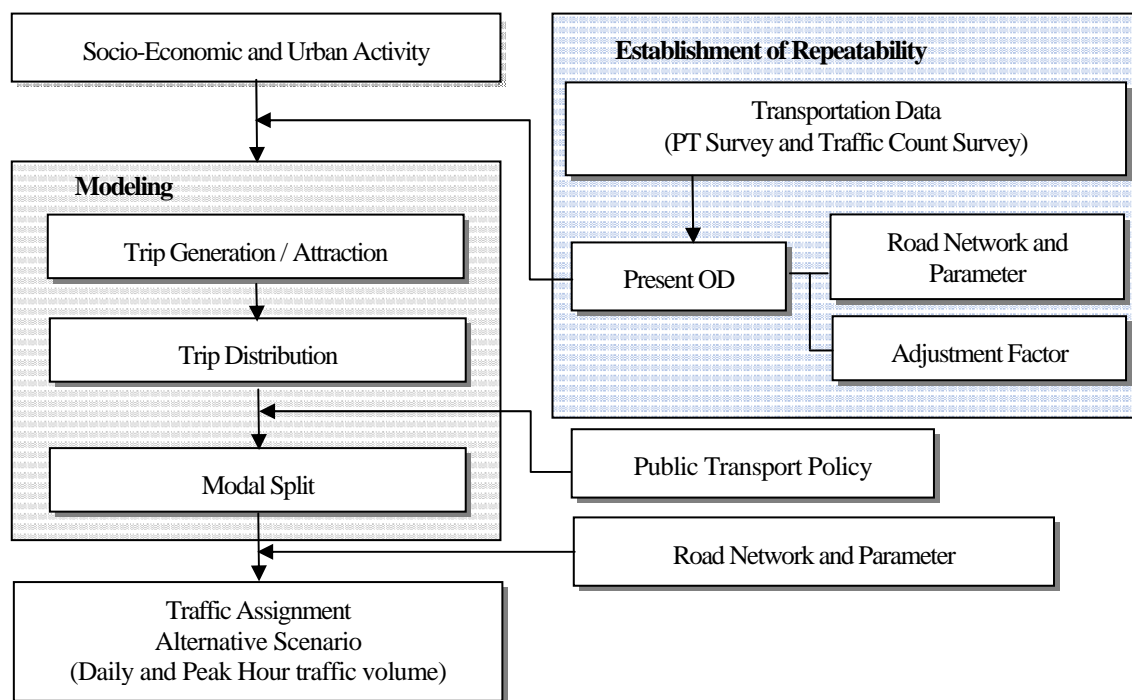 Socio-Economic and Urban Activity
Establishment of Repeatability
Transportation Data
(PT Survey and Traffic Count Survey)
Modeling
Trip Generation / Attraction
Present OD
Road Network and
Parameter
Trip Distribution
Adjustment Factor
Public Transport Policy
Modal Split
Road Network and Parameter
Traffic Assignment
Alternative Scenario
(Daily and Peak Hour traffic volume)